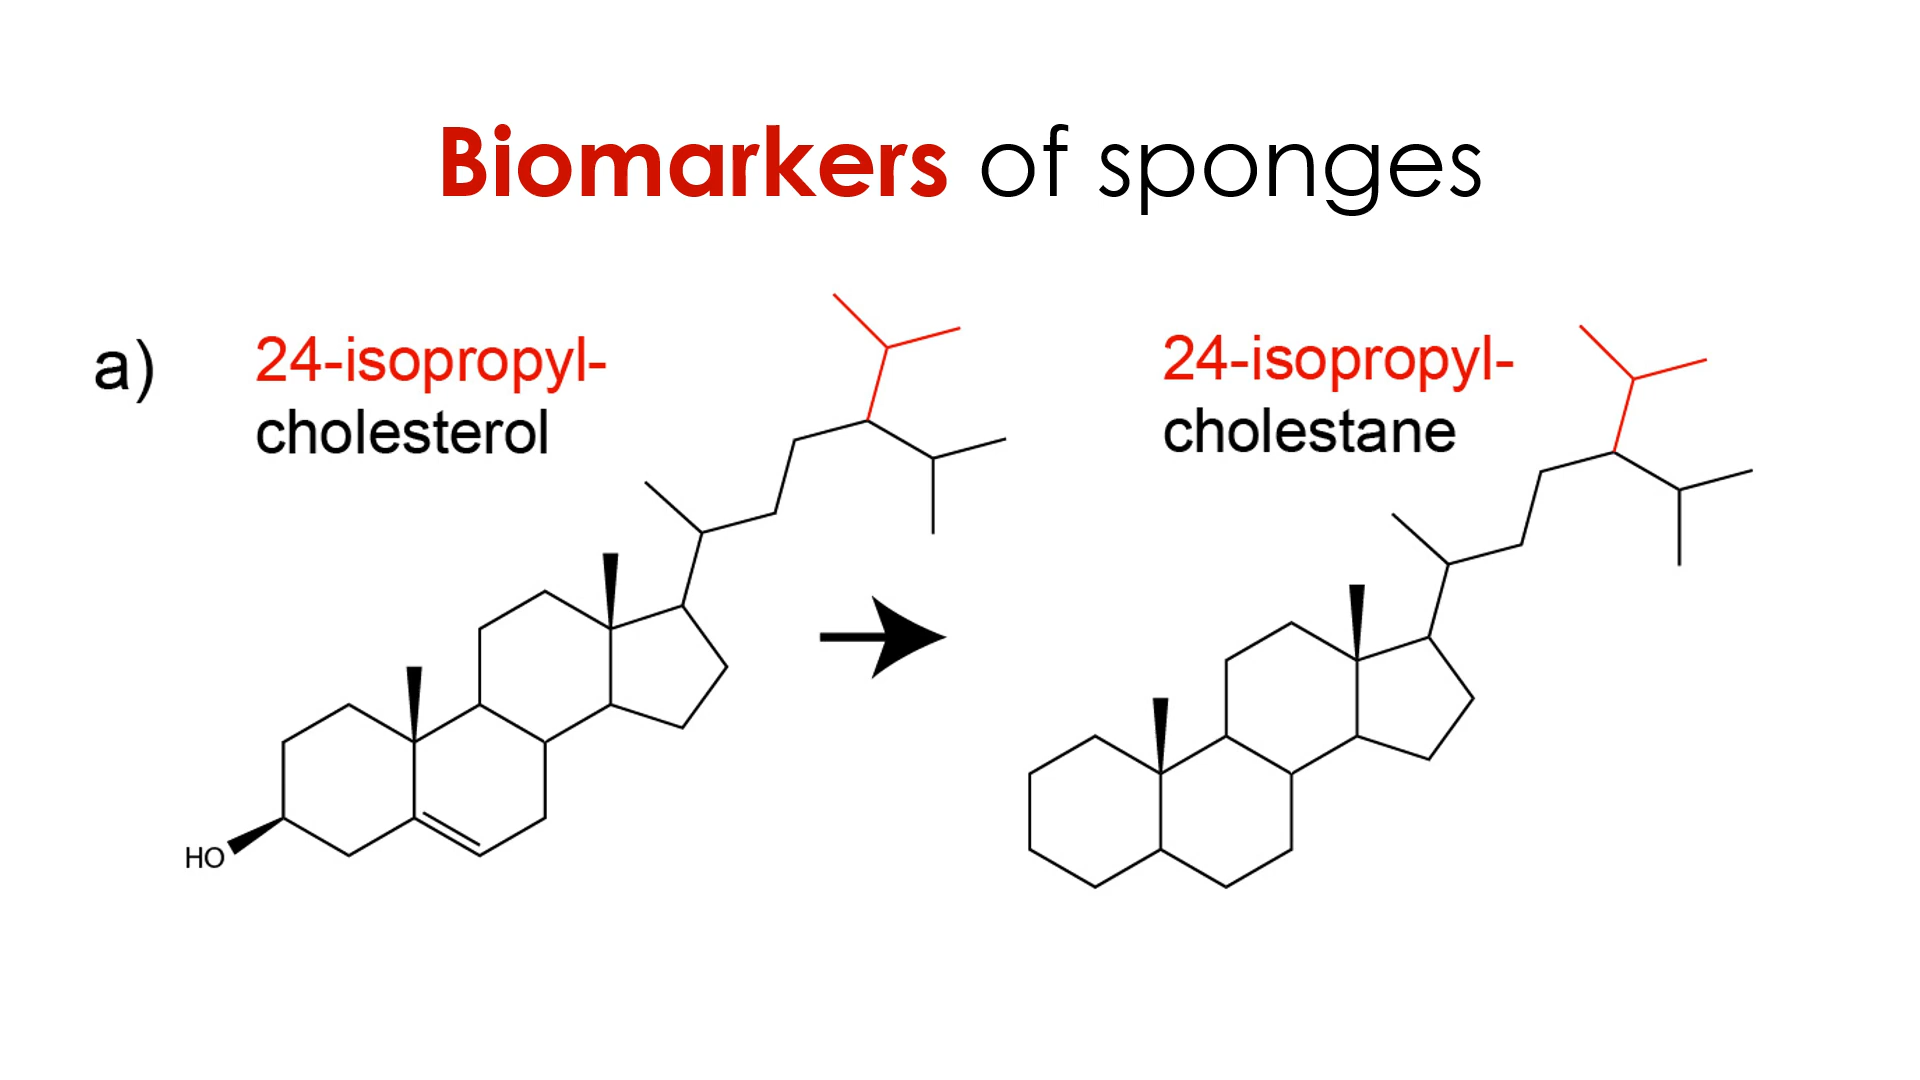 Biomarkers of sponges
a)
24-isopropyl-
cholesterol
24-isopropyl-
cholestane
HO